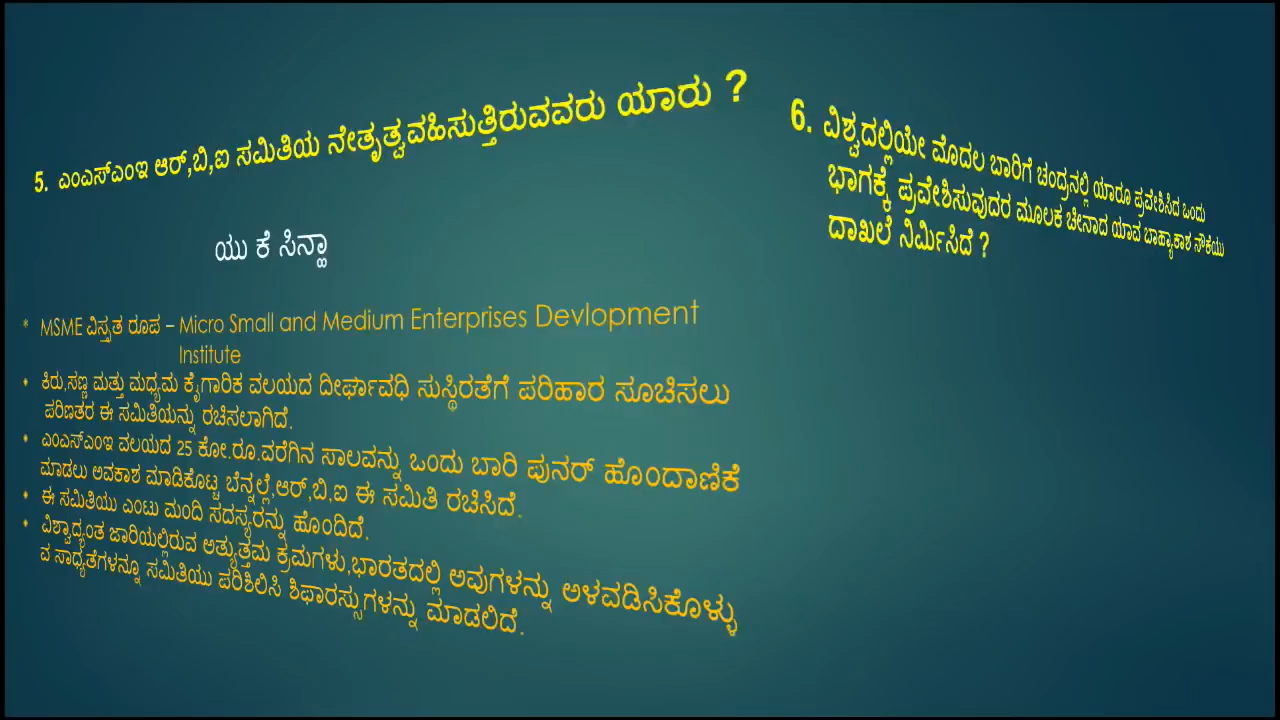 5. ಎಂಎಸ್ಎಂಇ ಆರ್,ಬಿ,ಐ ಸಮಿತಿಯ ನೇತೃತ್ವವಹಿಸುತ್ತಿರುವವರು ಯಾರು ?
ಯು ಕೆ ಸಿನ್ಹಾ
* MSME ವಿಸ್ತೃತ ರೂಪ – Micro Small and Medium Enterprises Devlopment
Institute
• ಕಿರು,ಸಣ್ಣ ಮತ್ತು ಮಧ್ಯಮ ಕೈಗಾರಿಕ ವಲಯದ ದೀರ್ಘಾವಧಿ ಸುಸ್ಥಿರತೆಗೆ ಪರಿಹಾರ ಸೂಚಿಸಲು
ಪರಿಣತರ ಈ ಸಮಿತಿಯನ್ನು ರಚಿಸಲಾಗಿದೆ.
• ಎಂಎಸ್ಎಂಇ ವಲಯದ 25 ಕೋ.ರೂ.ವರೆಗಿನ ಸಾಲವನ್ನು ಒಂದು ಬಾರಿ ಪುನರ್ ಹೊಂದಾಣಿಕೆ
ಮಾಡಲು ಅವಕಾಶ ಮಾಡಿಕೊಟ್ಟ ಬೆನ್ನಲ್ಲೆ,ಆರ್,ಬಿ,ಐ ಈ ಸಮಿತಿ ರಚಿಸಿದೆ.
• ಈ ಸಮಿತಿಯು ಎಂಟು ಮಂದಿ ಸದಸ್ಯರನ್ನು ಹೊಂದಿದೆ.
• ವಿಶ್ವಾದ್ಯಂತ ಜಾರಿಯಲ್ಲಿರುವ ಅತ್ಯುತ್ತಮ ಕ್ರಮಗಳು,ಭಾರತದಲ್ಲಿ ಅವುಗಳನ್ನು ಅಳವಡಿಸಿಕೊಳ್ಳು
ವ ಸಾಧ್ಯತೆಗಳನ್ನೂ ಸಮಿತಿಯು ಪರಿಶಿಲಿಸಿ ಶಿಫಾರಸ್ಸುಗಳನ್ನು ಮಾಡಲಿದೆ.
6. ವಿಶ್ವದಲ್ಲಿಯೇ ಮೊದಲ ಬಾರಿಗೆ ಚಂದ್ರನಲ್ಲಿ ಯಾರೂ ಪ್ರವೇಶಿಸಿದ ಒಂದು
ಭಾಗಕ್ಕೆ ಪ್ರವೇಶಿಸುವುದರ ಮೂಲಕ ಚೀನಾದ ಯಾವ ಬಾಹ್ಯಾಕಾಶ ನೌಕೆಯು
ದಾಖಲೆ ನಿರ್ಮಿಸಿದೆ ?